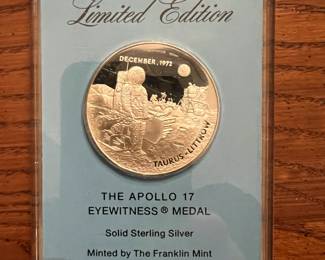 Limited Edition
DECEMBER, 1972
TAURUS-LITTROW
THE APOLLO 17
EYEWITNESS® MEDAL
Solid Sterling Silver
Minted by The Franklin Mint